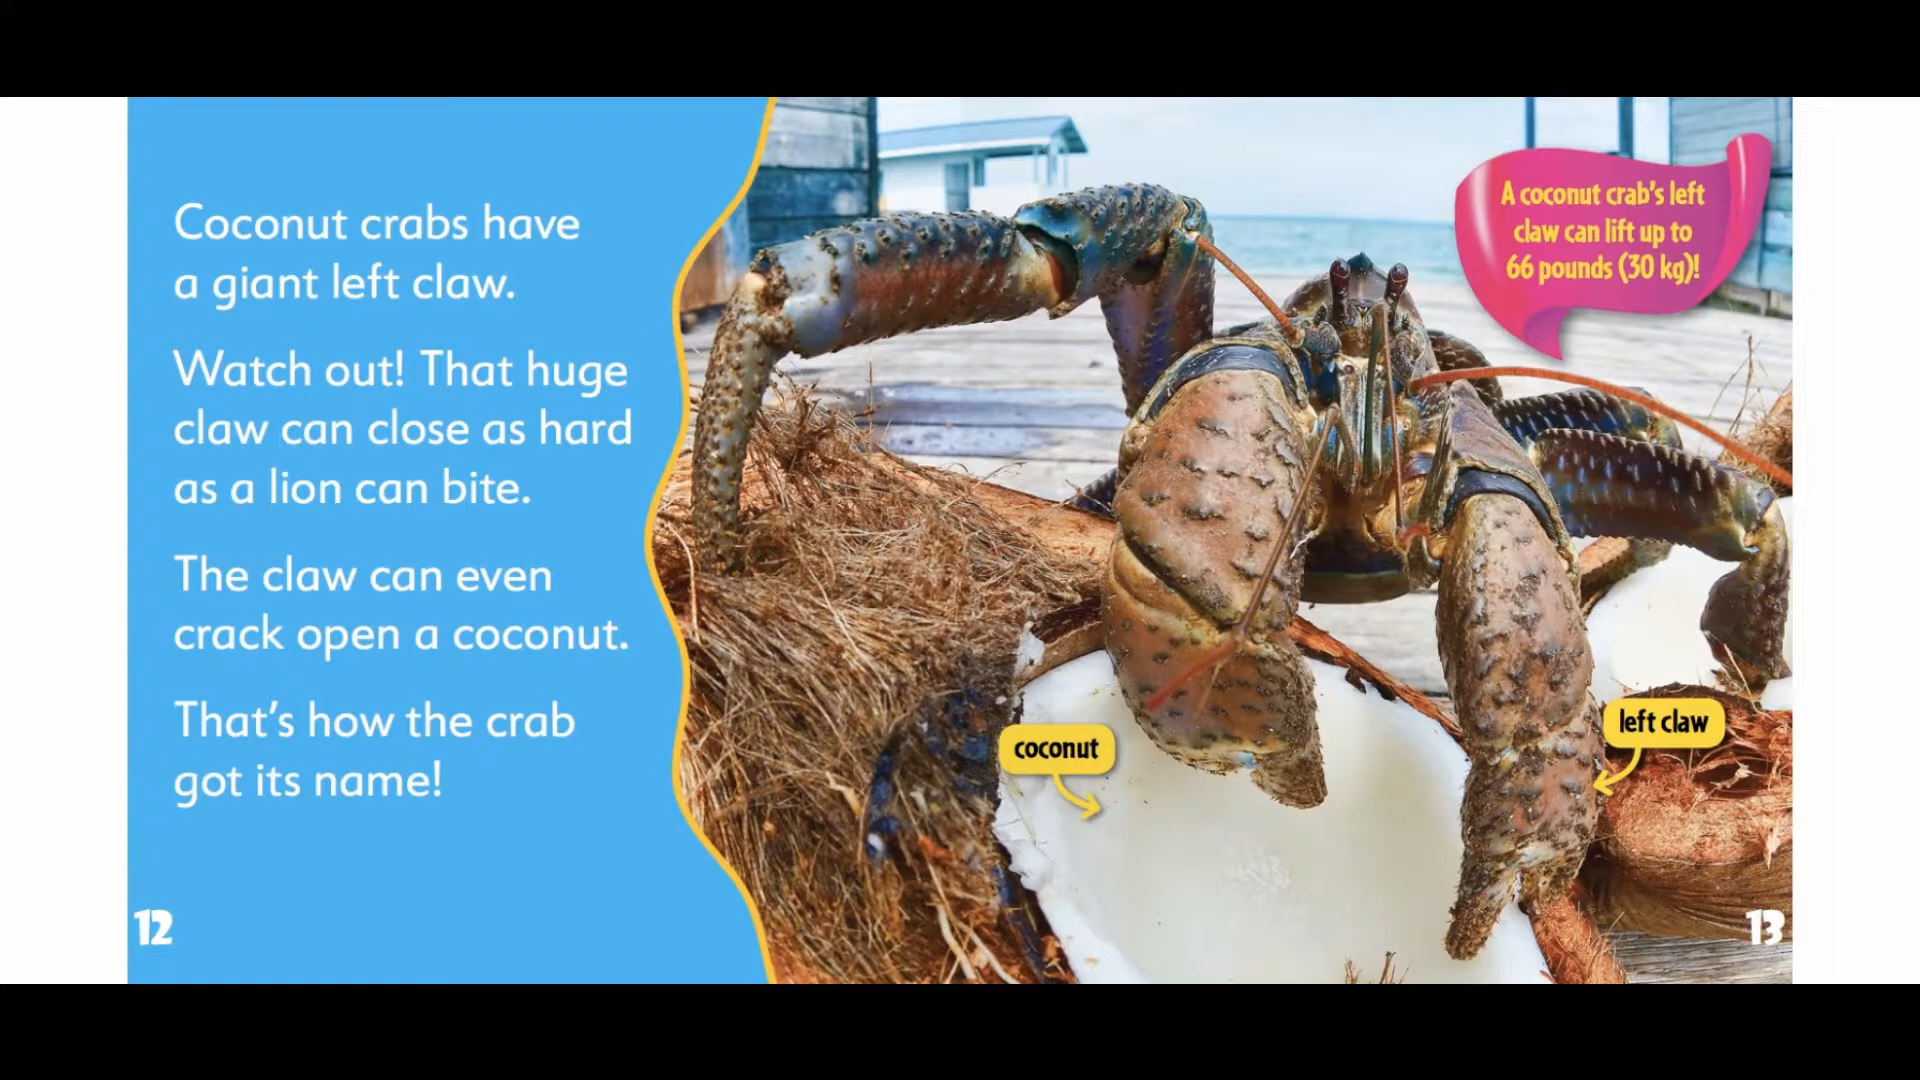 Coconut crabs have
a giant left claw.
Watch out! That huge
claw can close as hard
as a lion can bite.
The claw can even
crack open a coconut.
That's how the crab
got its name!
12
A coconut crab's left
claw can lift up to
66 pounds (30 kg)!
coconut
left claw
13